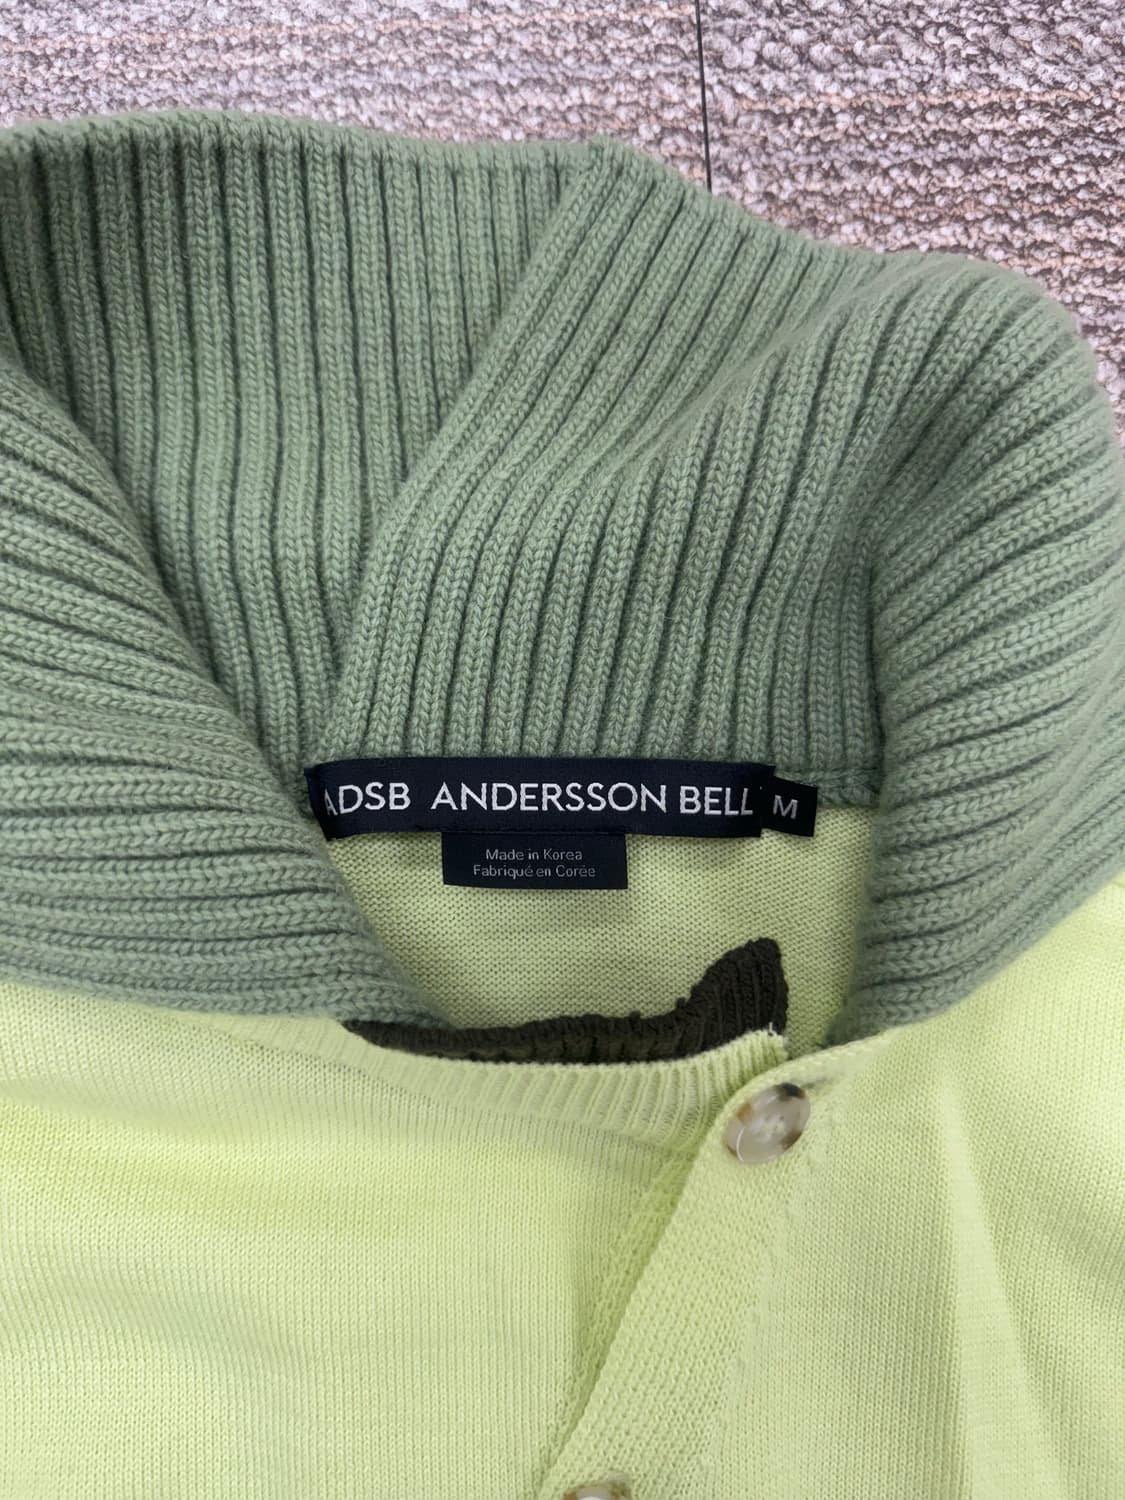 ADSB ANDERSSON BELL
M
Made in Korea
Fabriqué en Corée